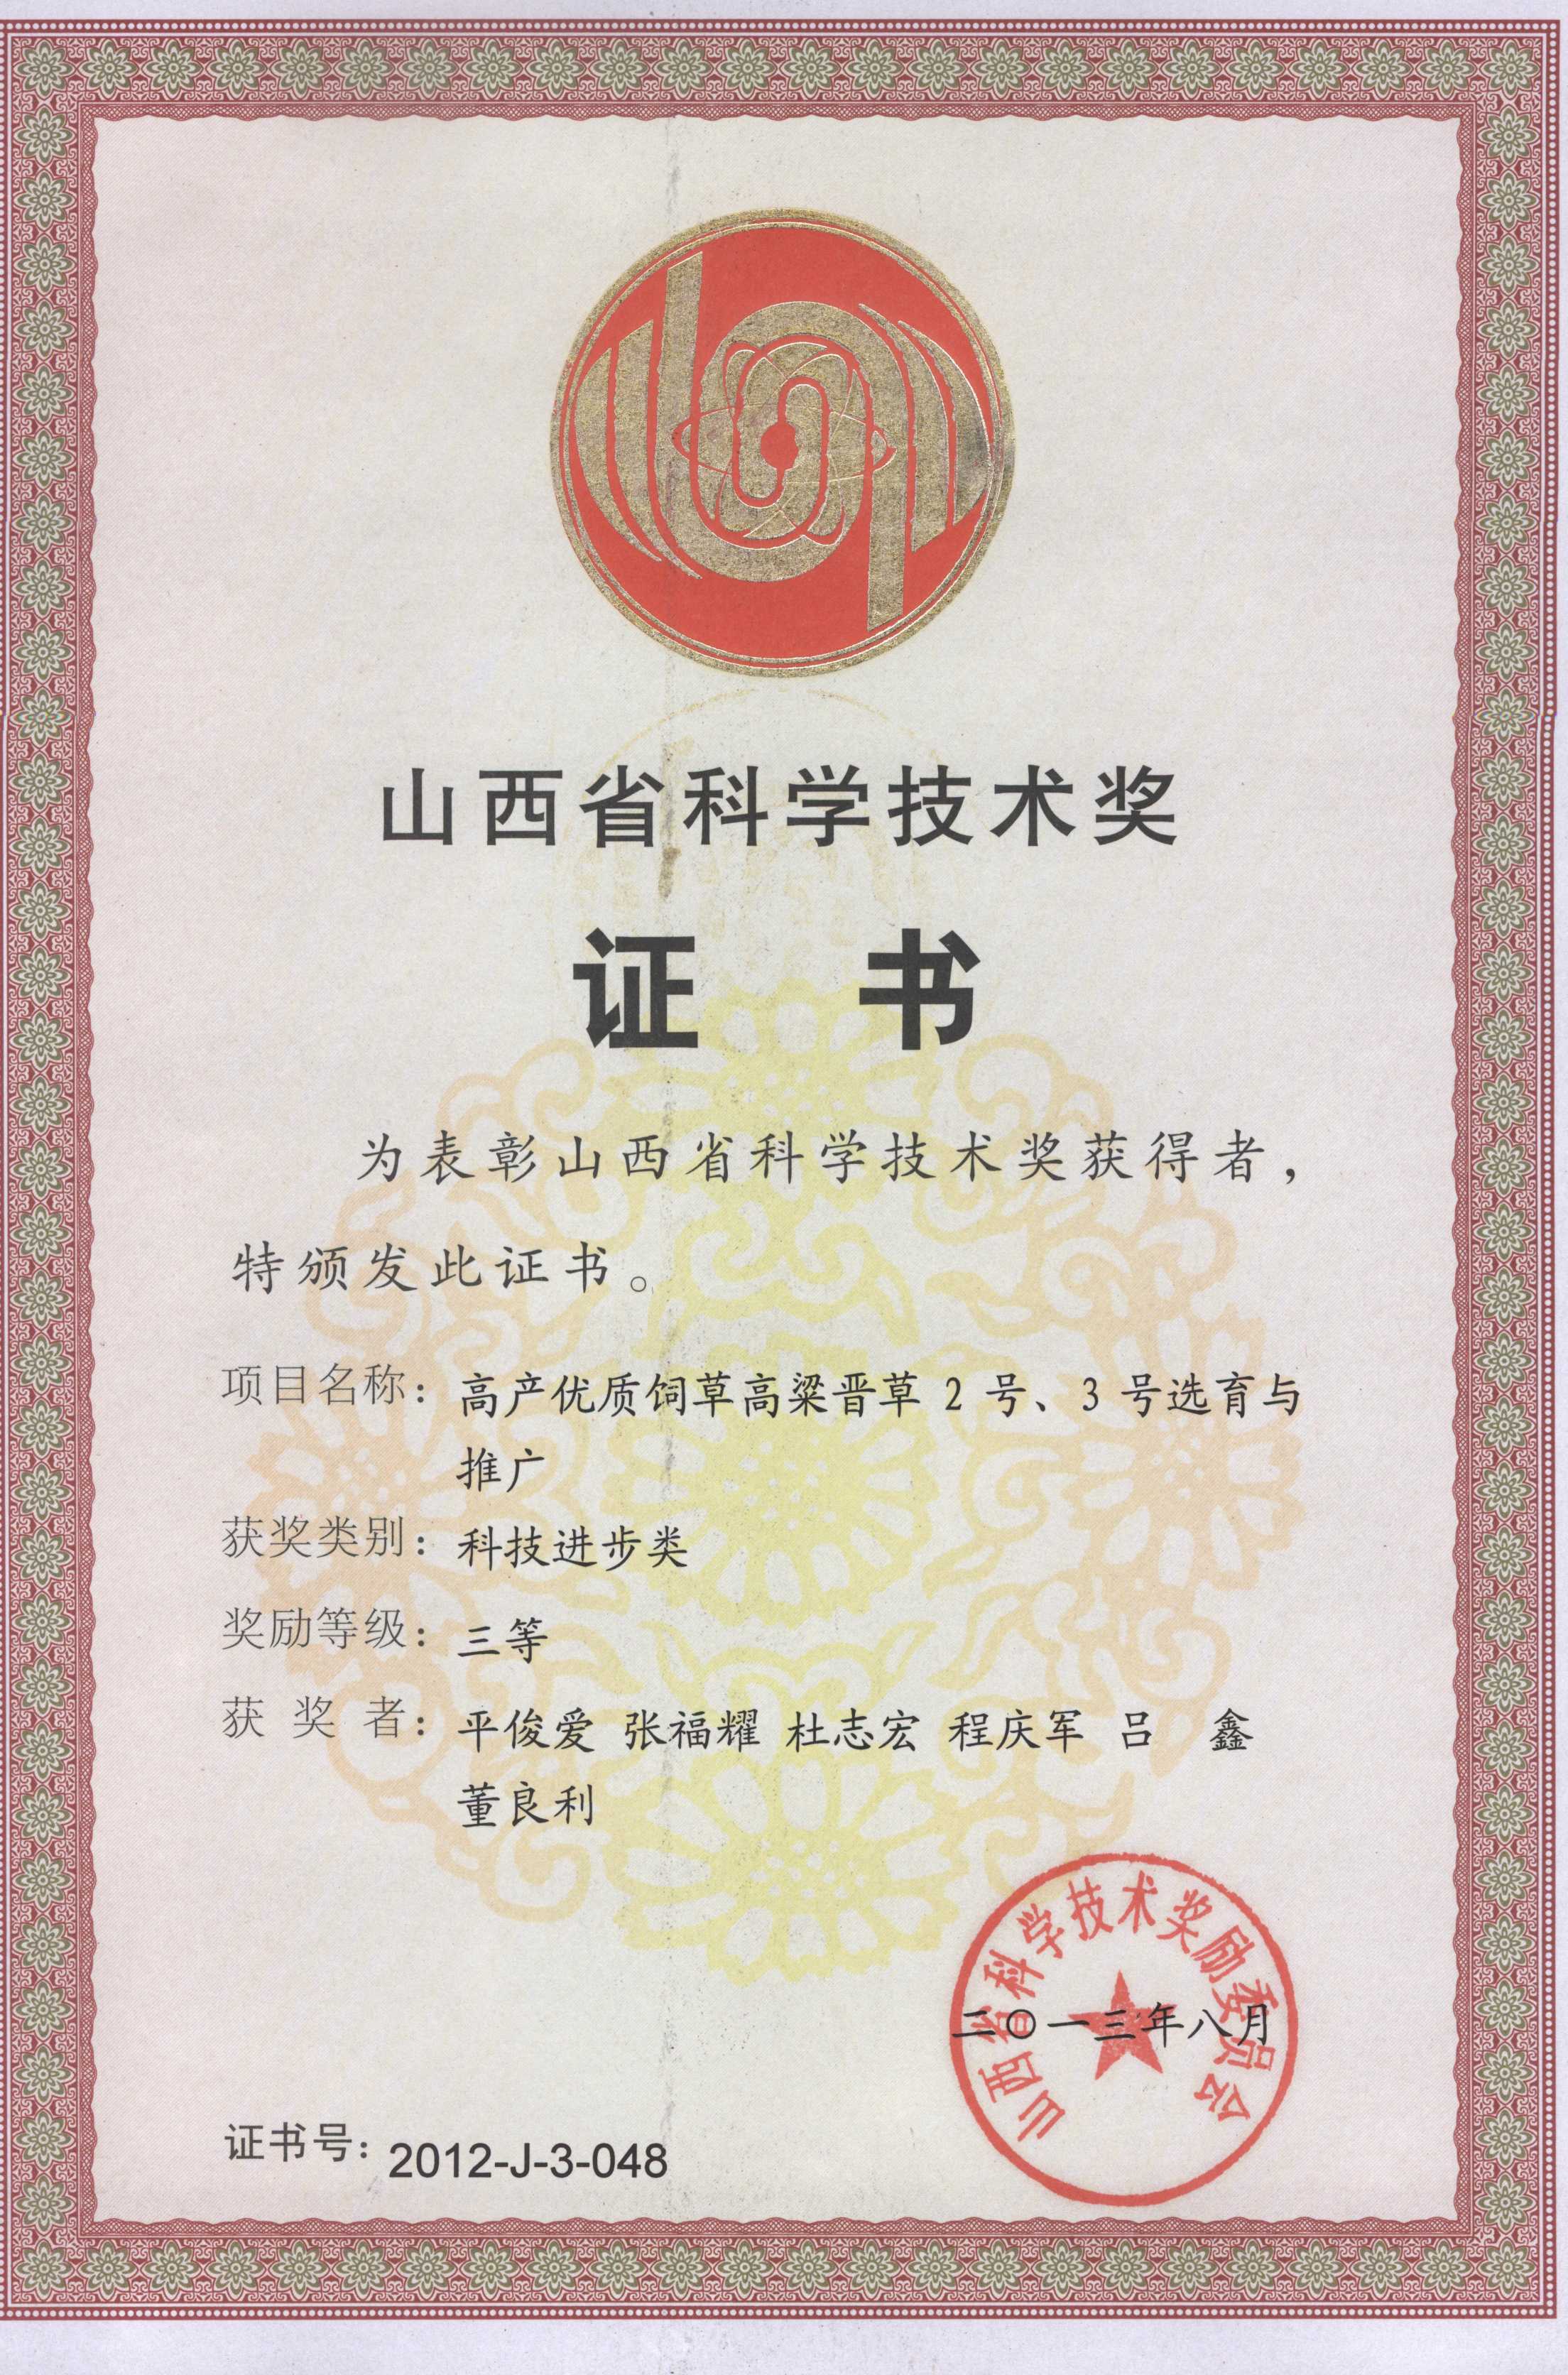 山西省科学技术奖
证 书
为表彰山西省科学技术奖获得者，
特颁发此证书。
项目名称：高产优质饲草高粱晋草 2 号、3 号选育与
推广
获奖类别：科技进步类
奖励等级：三等
获 奖 者：平俊爱 张福耀 杜志宏 程庆军 吕 鑫
董良利
山西省科学技术奖励委员会
二〇一三年八月
证书号：2012-J-3-048